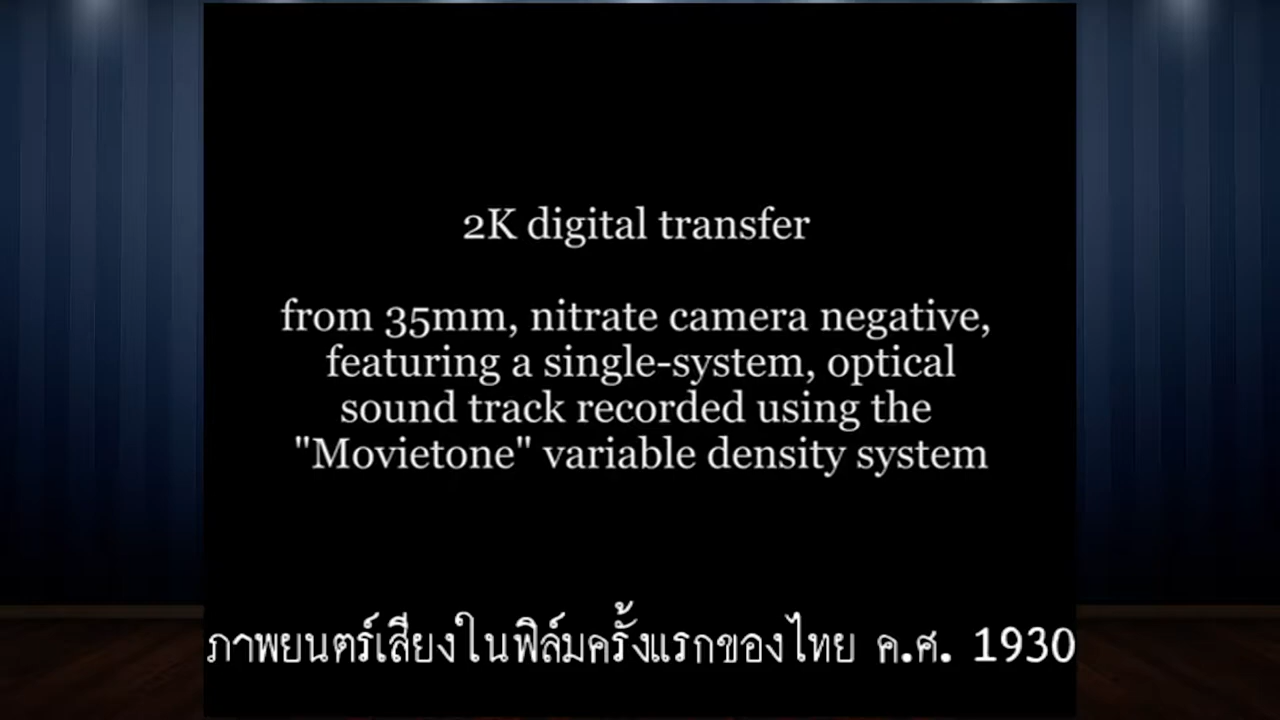 2K digital transfer
from 35mm, nitrate camera negative,
featuring a single-system, optical
sound track recorded using the
"Movietone" variable density system
ภาพยนตร์เสียงในฟิล์มครั้งแรกของไทย ค.ศ. 1930